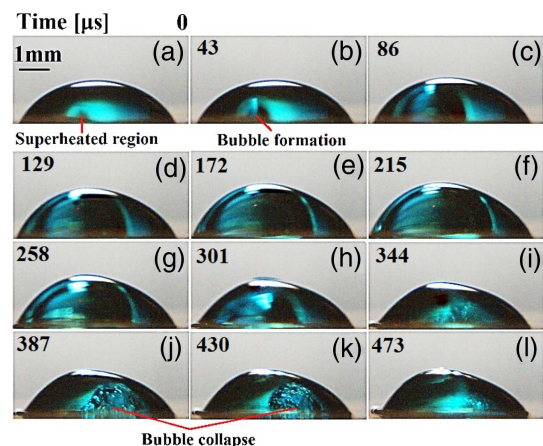 Time [μs] 0
1mm (a) 43 (b) 86 (c)
Superheated region Bubble formation
129 (d) 172 (e) 215 (f)
258 (g) 301 (h) 344 (i)
387 (j) 430 (k) 473 (l)
Bubble collapse